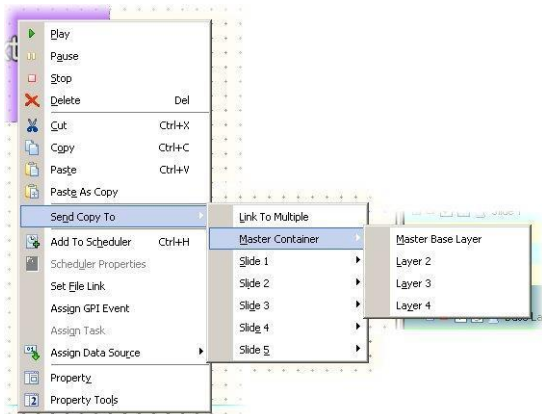 Play
Pause
Stop
Delete Del
Cut Ctrl+X
Copy Ctrl+C
Paste Ctrl+V
Paste As Copy
Send Copy To
Add To Scheduler Ctrl+H
Scheduler Properties
Set File Link
Assign GPI Event
Assign Task
Assign Data Source
Property
Property Tools
Link To Multiple
Master Container
Slide 1
Slide 2
Slide 3
Slide 4
Slide 5
Master Base Layer
Layer 2
Layer 3
Layer 4